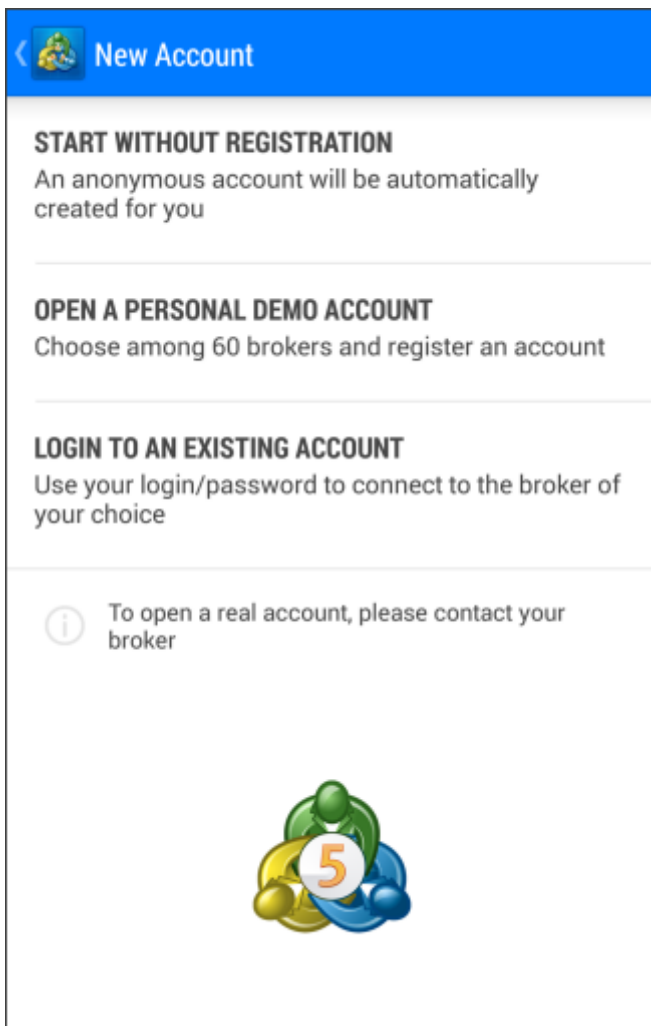 New Account
START WITHOUT REGISTRATION
An anonymous account will be automatically
created for you
OPEN A PERSONAL DEMO ACCOUNT
Choose among 60 brokers and register an account
LOGIN TO AN EXISTING ACCOUNT
Use your login/password to connect to the broker of
your choice
To open a real account, please contact your
broker
5